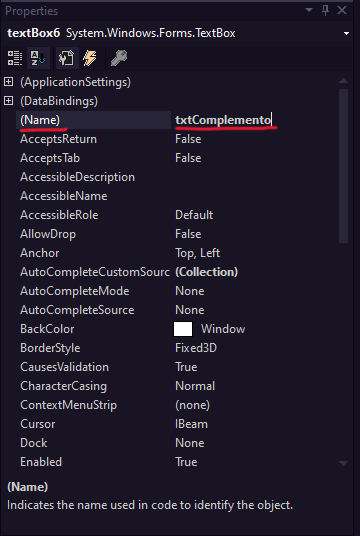 Properties
textBox6 System.Windows.Forms.TextBox
(ApplicationSettings)
(DataBindings)
(Name) txtComplemento
AcceptsReturn False
AcceptsTab False
AccessibleDescription
AccessibleName
AccessibleRole Default
AllowDrop False
Anchor Top, Left
AutoCompleteCustomSourc (Collection)
AutoCompleteMode None
AutoCompleteSource None
BackColor Window
BorderStyle Fixed3D
CausesValidation True
CharacterCasing Normal
ContextMenuStrip (none)
Cursor IBeam
Dock None
Enabled True
(Name)
Indicates the name used in code to identify the object.